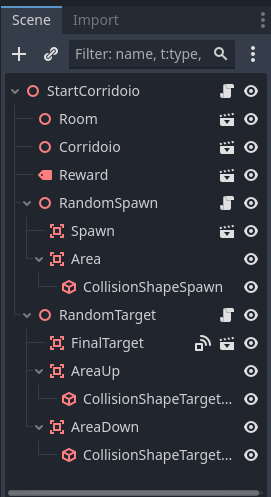 Scene Import
Filter: name, t:type,
StartCorridoio
Room
Corridoio
Reward
RandomSpawn
Spawn
Area
CollisionShapeSpawn
RandomTarget
FinalTarget
AreaUp
CollisionShapeTarget...
AreaDown
CollisionShapeTarget...